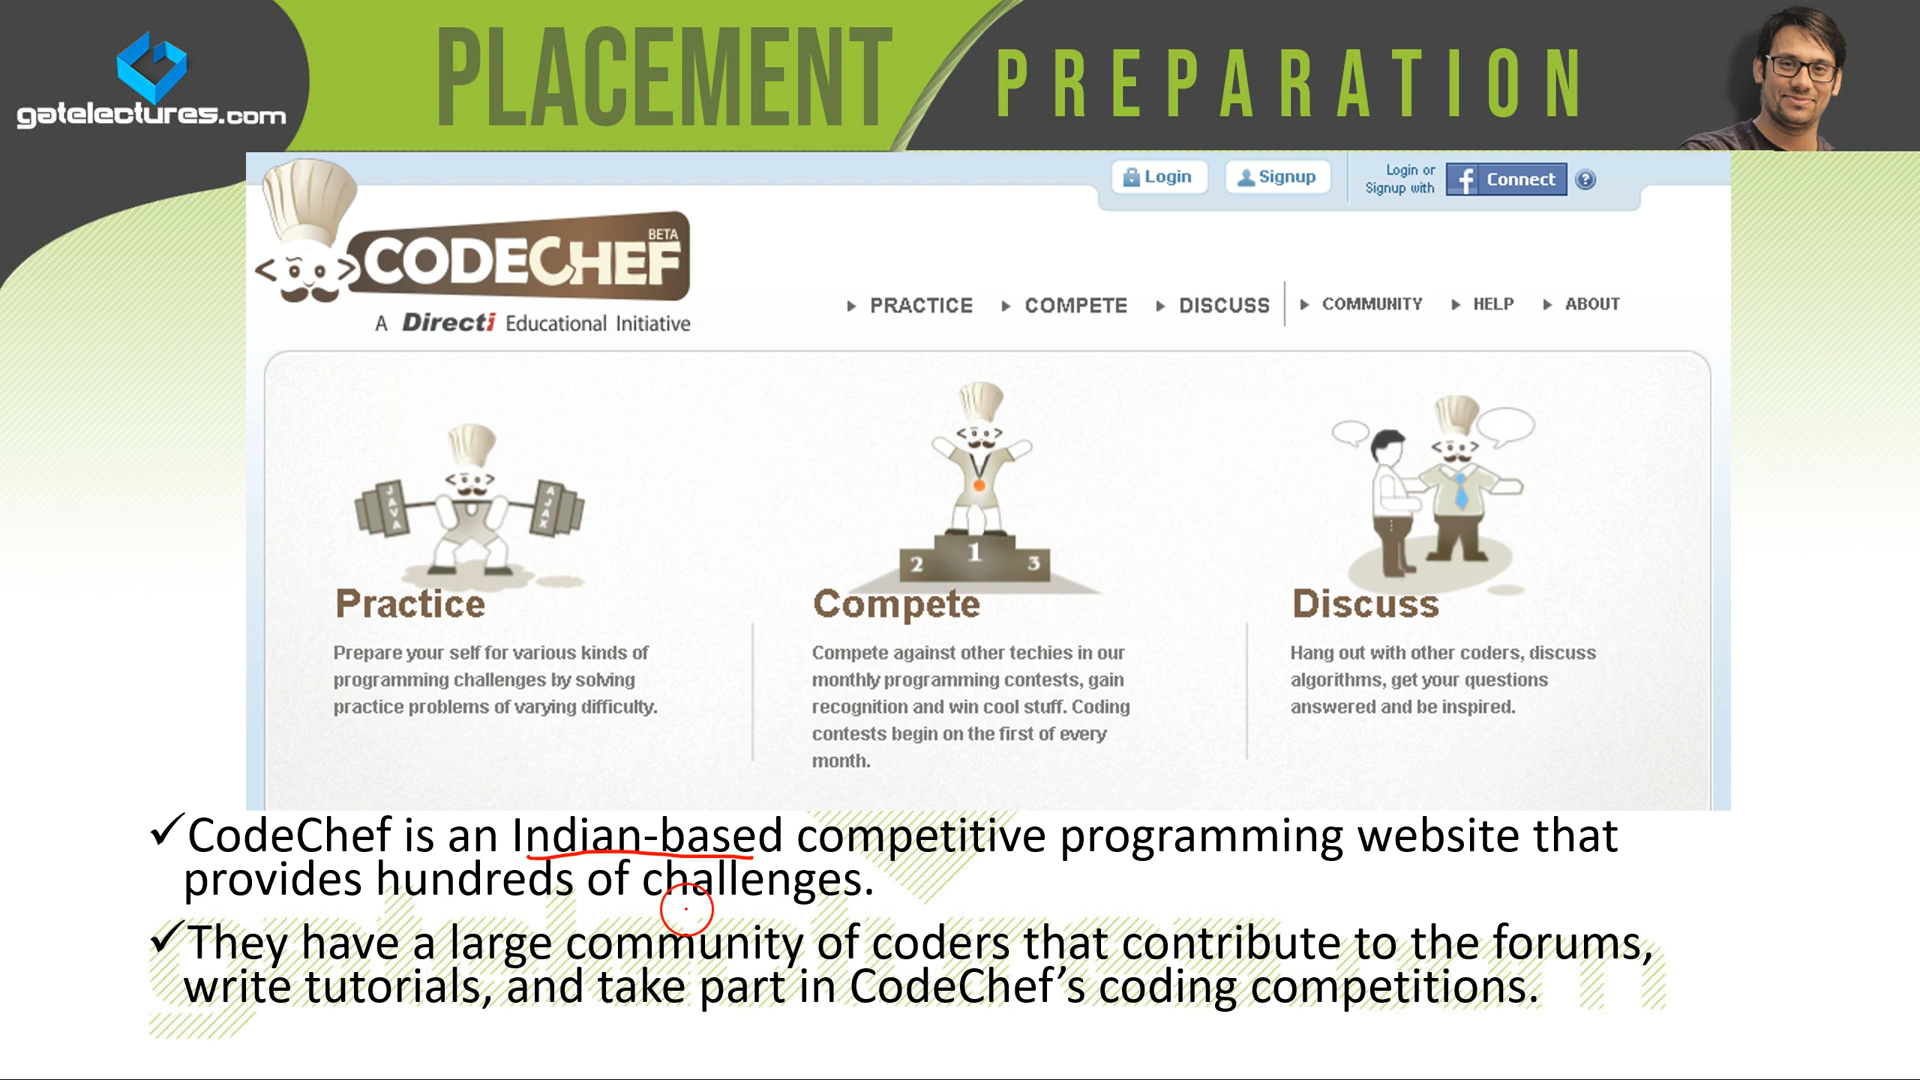 gatelectures.com
PLACEMENT
PREPARATION
Login
Signup
Login or
Signup with
f Connect ?
CODECHEF
BETA
A Directi Educational Initiative
PRACTICE
COMPETE
DISCUSS
COMMUNITY
HELP
ABOUT
JAVA
AJAX
2 1 3
Practice
Prepare your self for various kinds of
programming challenges by solving
practice problems of varying difficulty.
Compete
Compete against other techies in our
monthly programming contests, gain
recognition and win cool stuff. Coding
contests begin on the first of every
month.
Discuss
Hang out with other coders, discuss
algorithms, get your questions
answered and be inspired.
✓CodeChef is an Indian-based competitive programming website that
provides hundreds of challenges.
✓They have a large community of coders that contribute to the forums,
write tutorials, and take part in CodeChef’s coding competitions.